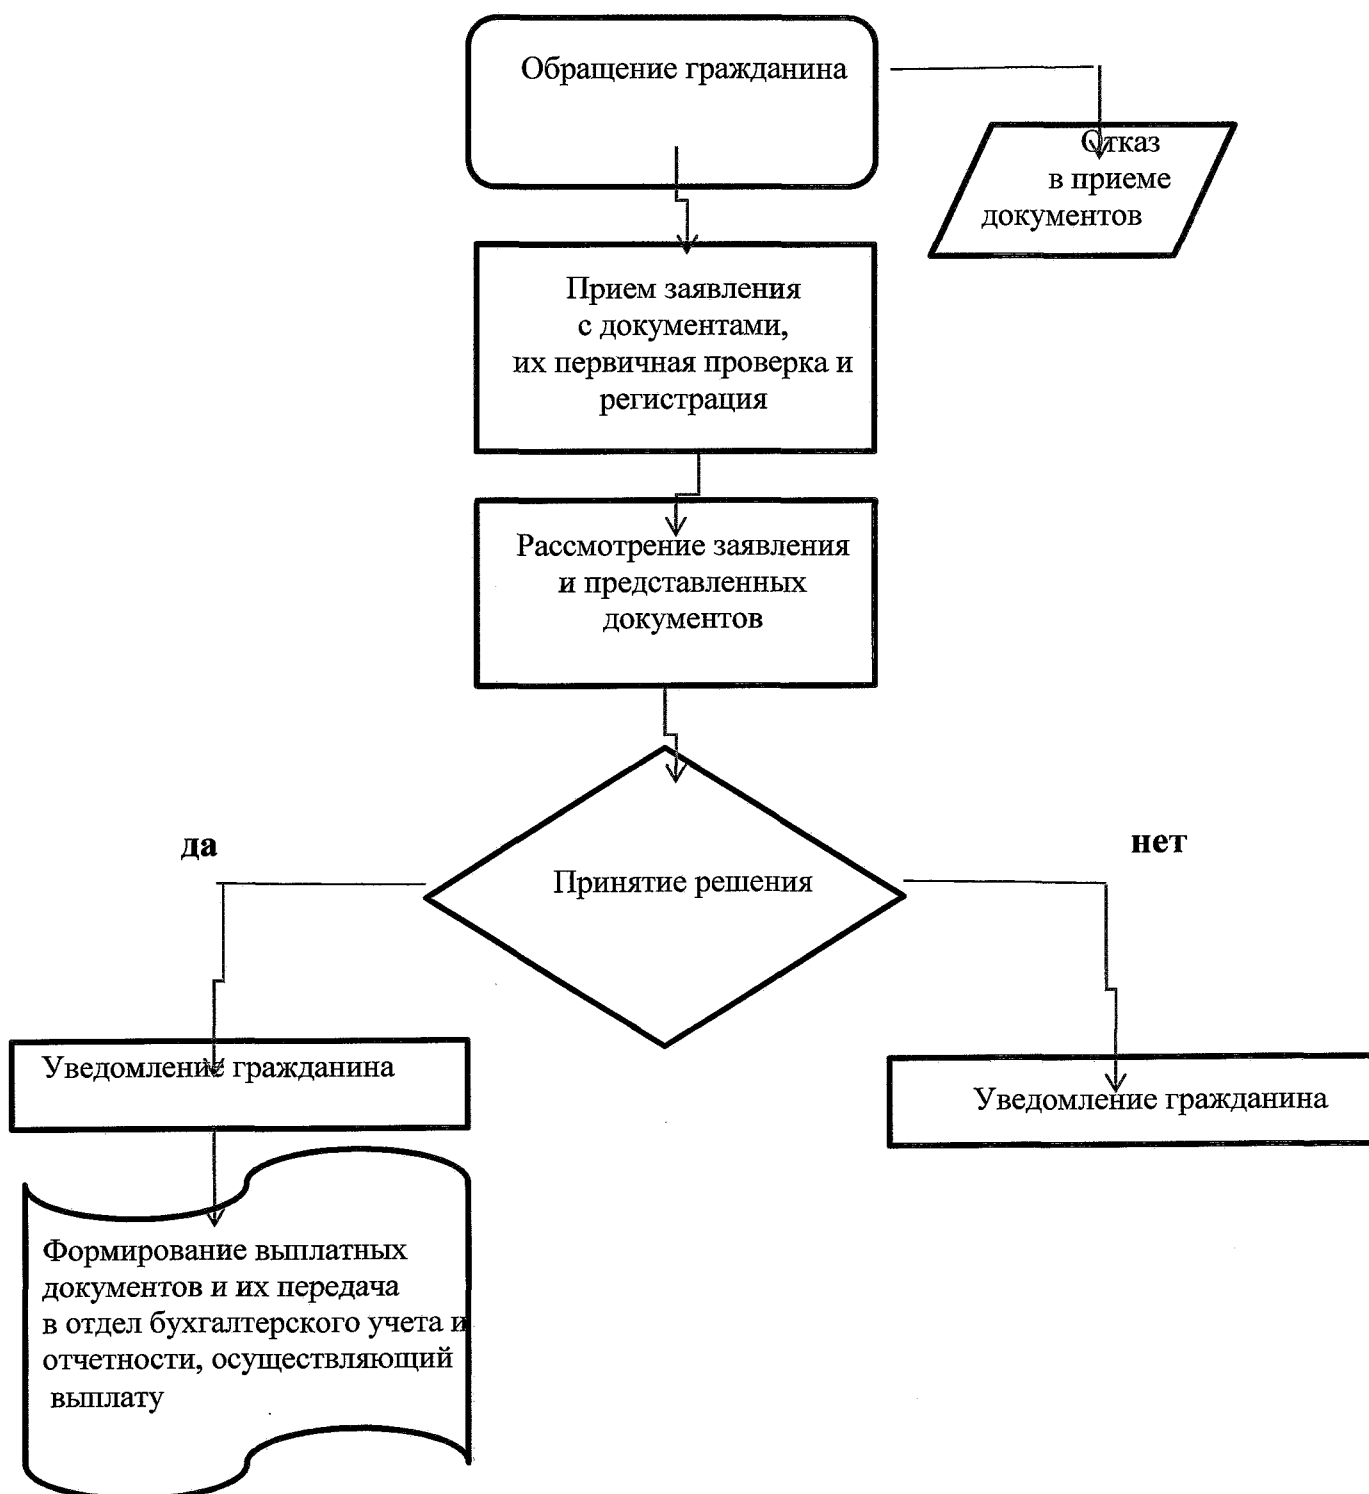 Обращение гражданина
Отказ
в приеме
документов
Прием заявления
с документами,
их первичная проверка и
регистрация
Рассмотрение заявления
и представленных
документов
да
нет
Принятие решения
Уведомление гражданина
Уведомление гражданина
Формирование выплатных
документов и их передача
в отдел бухгалтерского учета и
отчетности, осуществляющий
выплату